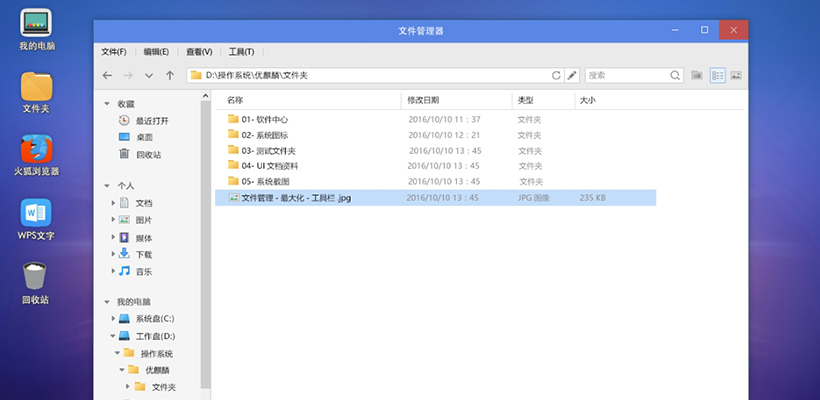 我的电脑
文件夹
火狐浏览器
WPS文字
回收站
文件管理器
文件(F) 编辑(E) 查看(V) 工具(T)
D:\操作系统\优麒麟\文件夹 搜索
收藏
最近打开
桌面
回收站
个人
文档
图片
媒体
下载
音乐
我的电脑
系统盘(C:)
工作盘(D:)
操作系统
优麒麟
文件夹
名称 修改日期 类型 大小
01- 软件中心 2016/10/10 11：37 文件夹
02- 系统图标 2016/10/10 12：21 文件夹
03- 测试文件夹 2016/10/10 13：45 文件夹
04- UI 文档资料 2016/10/10 13：45 文件夹
05- 系统截图 2016/10/10 13：45 文件夹
文件管理 - 最大化 - 工具栏 .jpg 2016/10/10 13：45 JPG 图像 235 KB